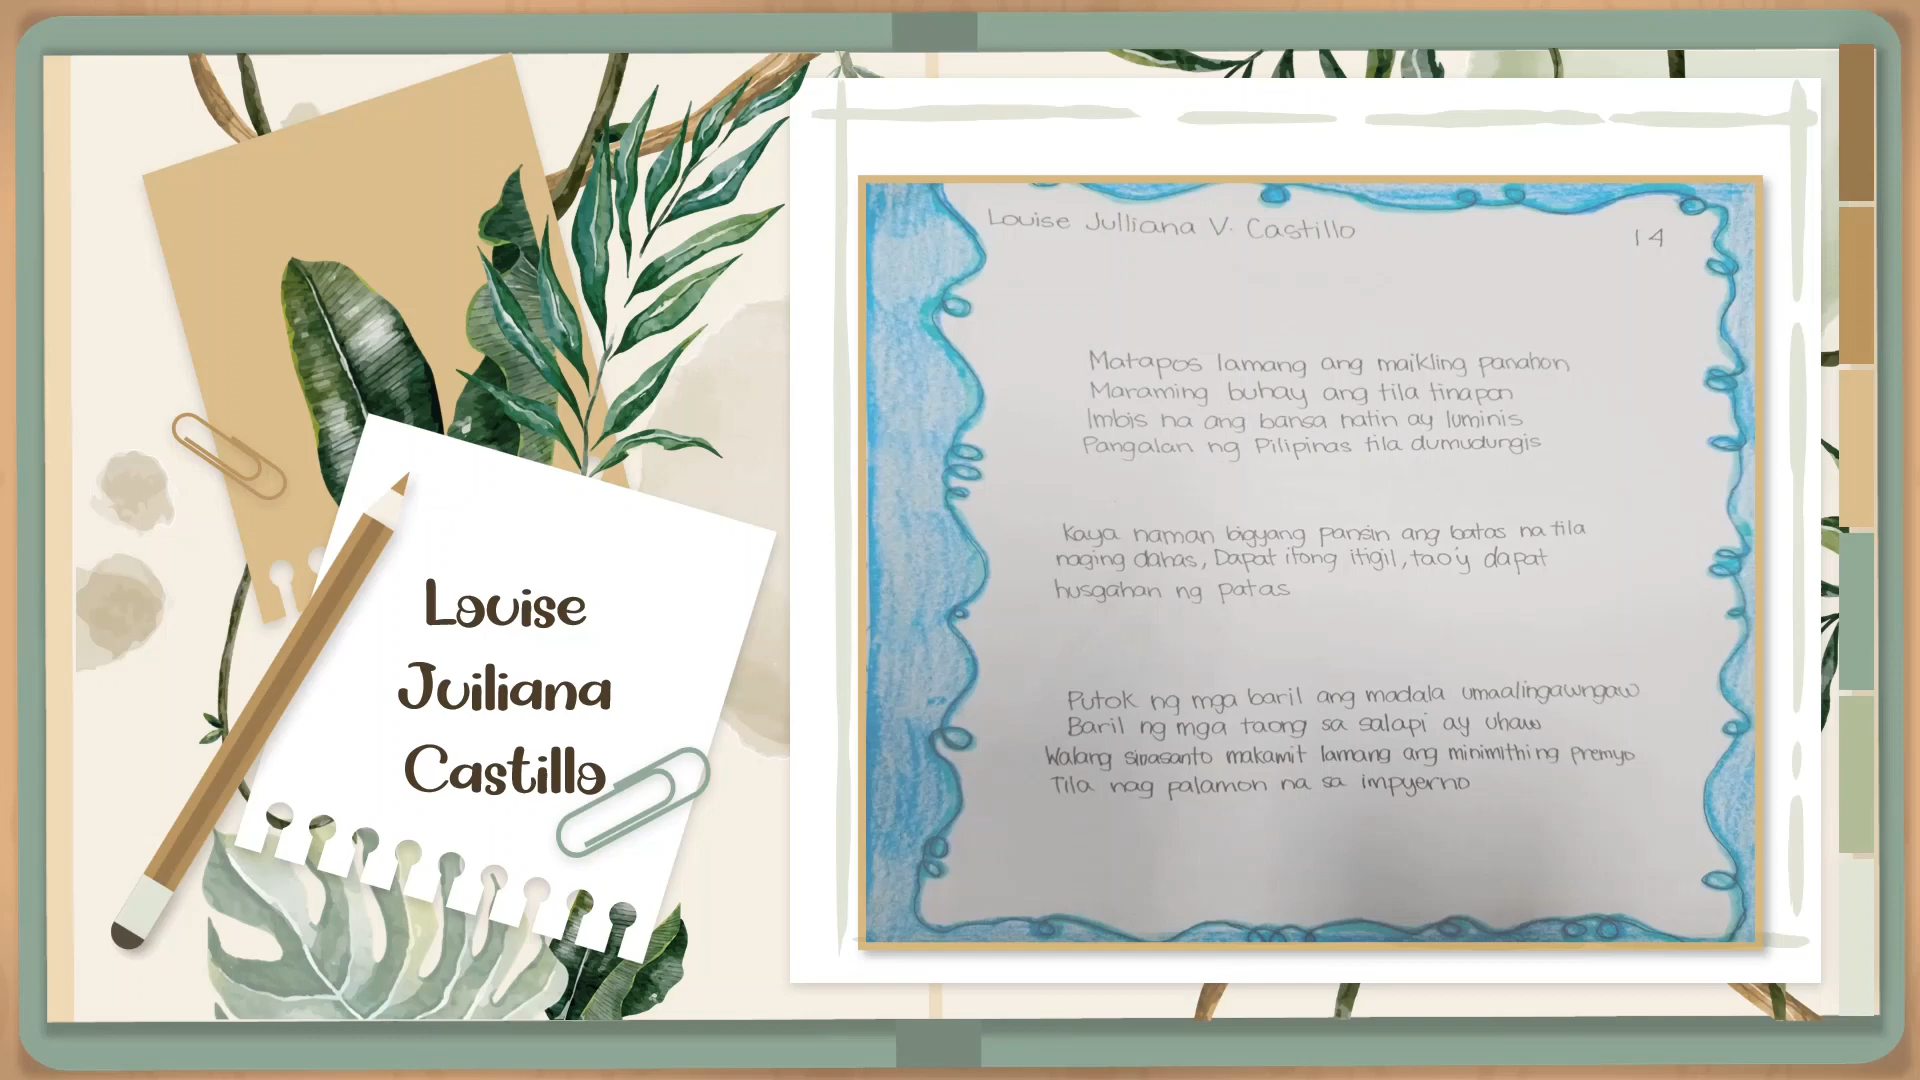 Louise
Juiliana
Castillo
Louise Julliana V. Castillo
14
Matapos lamang ang maikling panahon
Maraming buhay ang tila tinapon
Imbis na ang bansa natin ay luminis
Pangalan ng Pilipinas tila dumudungis
Kaya naman bigyang pansin ang batas na tila
naging dahas, Dapat itong itigil, tao'y dapat
husgahan ng patas
Putok ng mga baril ang madala umaalingawngaw
Baril ng mga taong sa salapi ay uhaw
Walang sinasanto makamit lamang ang minimithing premyo
Tila nag palamon na sa impyerno